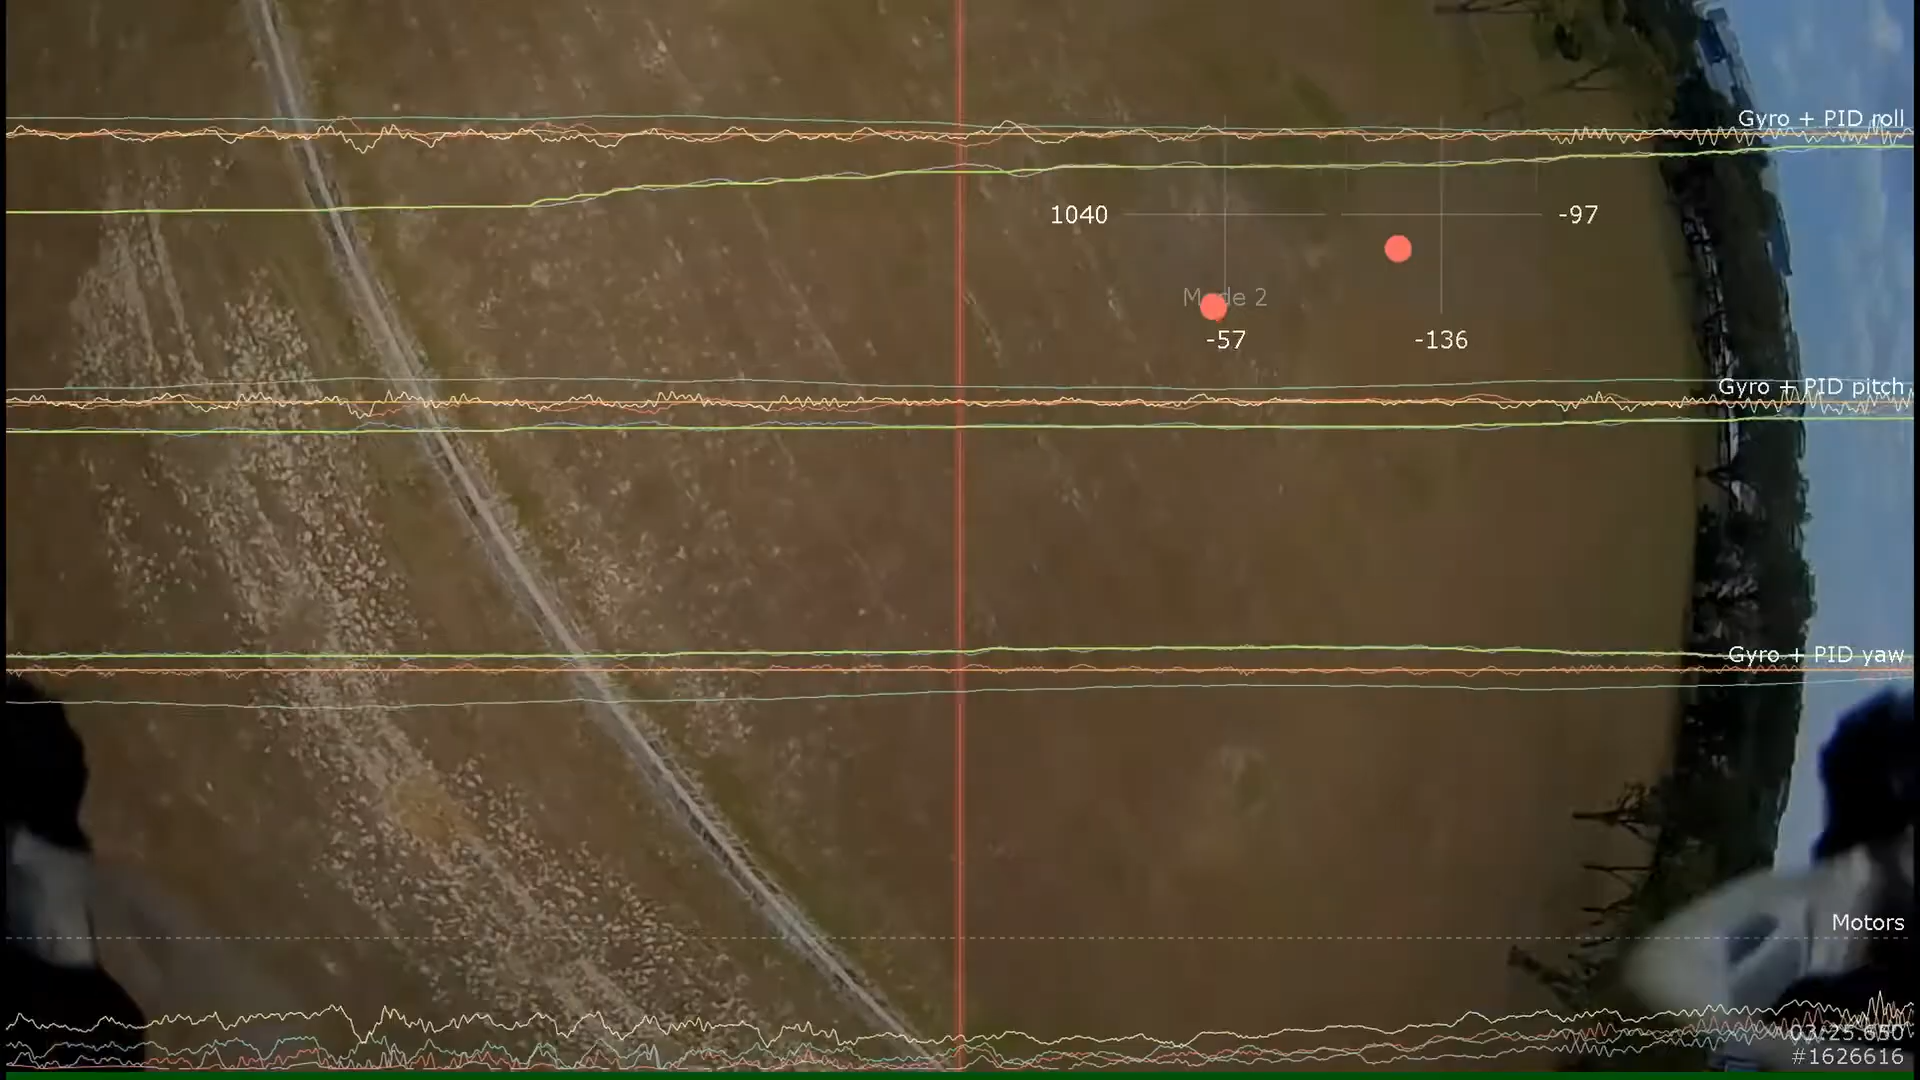 Gyro + PID roll
1040
-97
Mode 2
-57
-136
Gyro + PID pitch
Gyro + PID yaw
Motors
03:25.650
#1626616